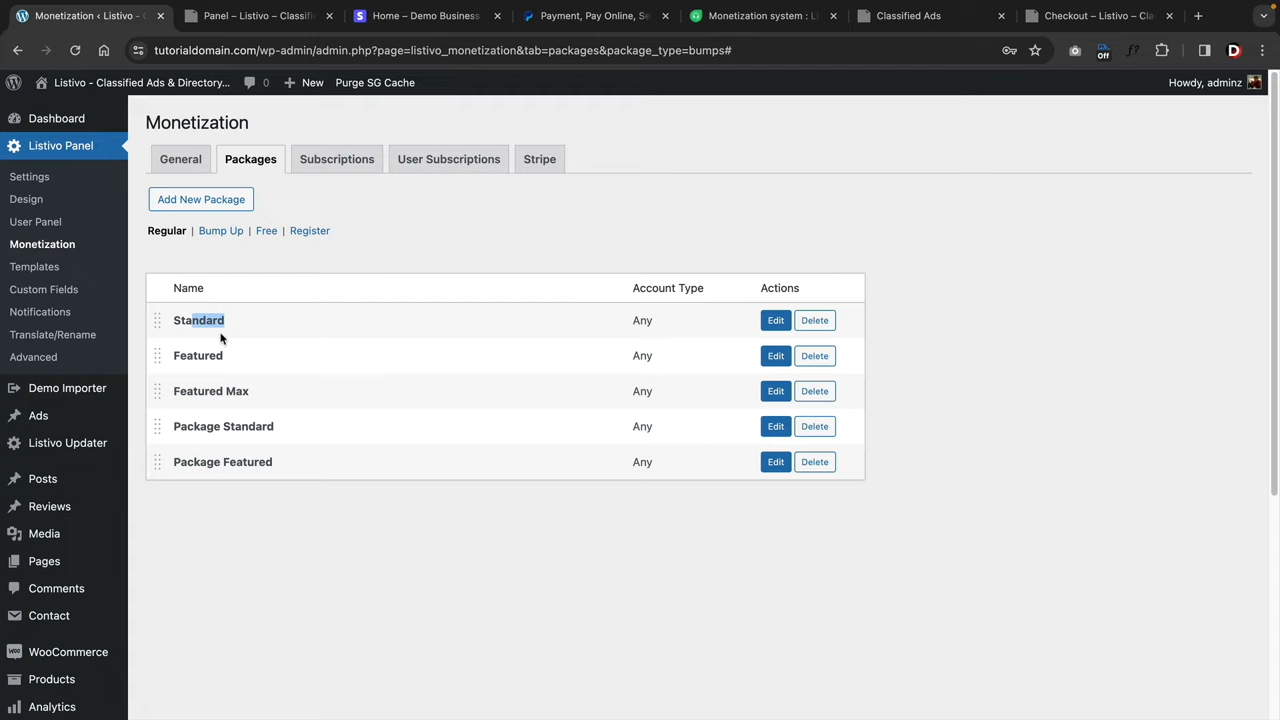 Monetization ‹ Listivo - C
Panel – Listivo – Classifi
Home – Demo Business
Payment, Pay Online, Se
Monetization system : Li
Classified Ads
Checkout – Listivo – Cla
tutorialdomain.com/wp-admin/admin.php?page=listivo_monetization&tab=packages&package_type=bumps#
Off
f?
D
Listivo - Classified Ads & Directory...
0
New
Purge SG Cache
Howdy, adminz
Dashboard
Listivo Panel
Settings
Design
User Panel
Monetization
Templates
Custom Fields
Notifications
Translate/Rename
Advanced
Demo Importer
Ads
Listivo Updater
Posts
Reviews
Media
Pages
Comments
Contact
WooCommerce
Products
Analytics
Monetization
General
Packages
Subscriptions
User Subscriptions
Stripe
Add New Package
Regular | Bump Up | Free | Register
Name Account Type Actions
Standard Any Edit Delete
Featured Any Edit Delete
Featured Max Any Edit Delete
Package Standard Any Edit Delete
Package Featured Any Edit Delete